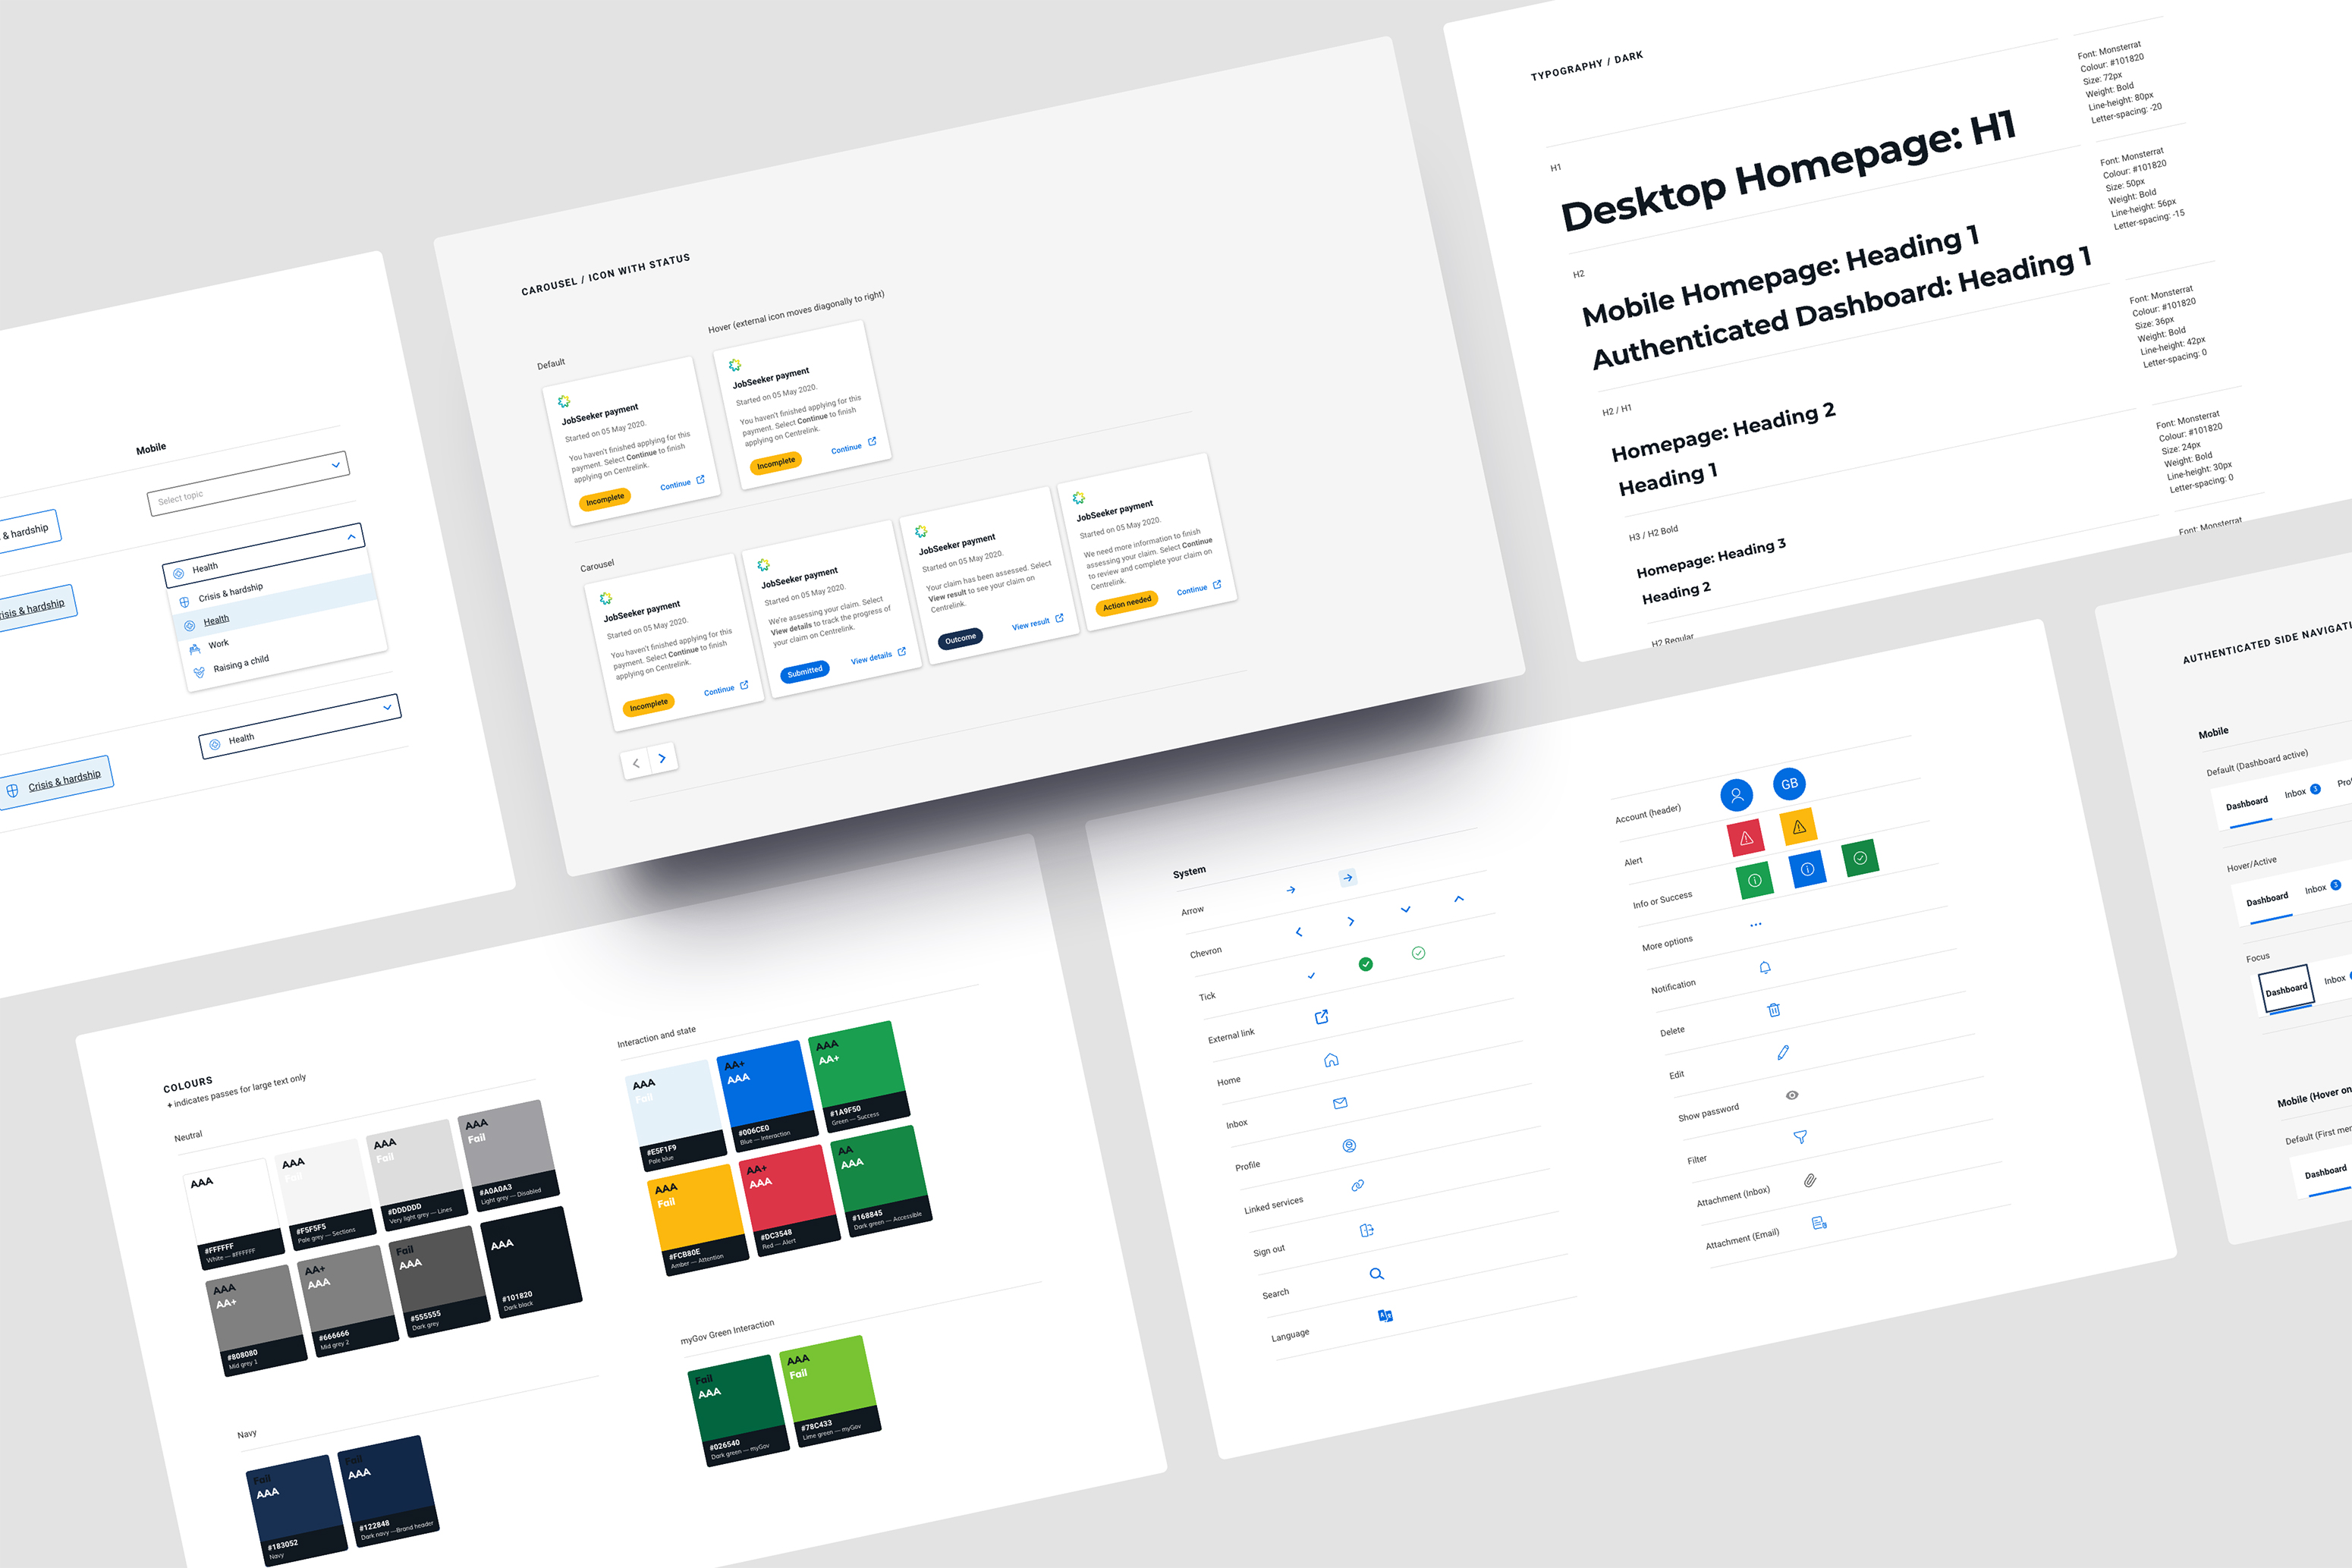 Mobile
Select topic
& hardship
Health
Crisis & hardship
Health
Work
Raising a child
risis & hardship
Health
Crisis & hardship
CAROUSEL / ICON WITH STATUS
Default
Hover (external icon moves diagonally to right)
JobSeeker payment
Started on 05 May 2020.
You haven't finished applying for this
payment. Select Continue to finish
applying on Centrelink.
Incomplete
Continue
JobSeeker payment
Started on 05 May 2020.
You haven't finished applying for this
payment. Select Continue to finish
applying on Centrelink.
Incomplete
Continue
Carousel
JobSeeker payment
Started on 05 May 2020.
You haven't finished applying for this
payment. Select Continue to finish
applying on Centrelink.
Incomplete
Continue
JobSeeker payment
Started on 05 May 2020.
We're assessing your claim. Select
View details to track the progress of
your claim on Centrelink.
Submitted
View details
JobSeeker payment
Started on 05 May 2020.
Your claim has been assessed. Select
View result to see your claim on
Centrelink.
Outcome
View result
JobSeeker payment
Started on 05 May 2020.
We need more information to finish
assessing your claim. Select Continue
to review and complete your claim on
Centrelink.
Action needed
Continue
TYPOGRAPHY / DARK
H1
Desktop Homepage: H1
Font: Monsterrat
Colour: #101820
Size: 72px
Weight: Bold
Line-height: 80px
Letter-spacing: -20
H2
Mobile Homepage: Heading 1
Authenticated Dashboard: Heading 1
Font: Monsterrat
Colour: #101820
Size: 50px
Weight: Bold
Line-height: 56px
Letter-spacing: -15
H2 / H1
Homepage: Heading 2
Heading 1
Font: Monsterrat
Colour: #101820
Size: 36px
Weight: Bold
Line-height: 42px
Letter-spacing: 0
H3 / H2 Bold
Homepage: Heading 3
Heading 2
Font: Monsterrat
Colour: #101820
Size: 24px
Weight: Bold
Line-height: 30px
Letter-spacing: 0
H2 Regular
Font: Monsterrat
COLOURS
+ indicates passes for large text only
Neutral
AAA
#FFFFFF
White — #FFFFFF
AAA
Fail
#F5F5F5
Pale grey — Sections
AAA
Fail
#DDDDDD
Very light grey — Lines
AAA
Fail
#A0A0A3
Light grey — Disabled
AAA
AA+
#808080
Mid grey 1
AA+
AAA
#666666
Mid grey 2
Fail
AAA
#555555
Dark grey
AAA
#101820
Dark black
Navy
Fail
AAA
#183052
Navy
Fail
AAA
#122848
Dark navy —Brand header
Interaction and state
AAA
Fail
#E5F1F9
Pale blue
AA+
AAA
#006CE0
Blue — Interaction
AAA
AA+
#1A9F50
Green — Success
AAA
Fail
#FCB80E
Amber — Attention
AA+
AAA
#DC3548
Red — Alert
AA
AAA
#168845
Dark green — Accessible
myGov Green Interaction
Fail
AAA
#026540
Dark green — myGov
AAA
Fail
#78C433
Lime green — myGov
System
Arrow
Chevron
Tick
External link
Home
Inbox
Profile
Linked services
Sign out
Search
Language
Account (header)
GB
Alert
Info or Success
More options
Notification
Delete
Edit
Show password
Filter
Attachment (Inbox)
Attachment (Email)
AUTHENTICATED SIDE NAVIGATI
Mobile
Default (Dashboard active)
Dashboard
Inbox 3
Prof
Hover/Active
Dashboard
Inbox 3
Focus
Dashboard
Inbox
Mobile (Hover on
Default (First mer
Dashboard